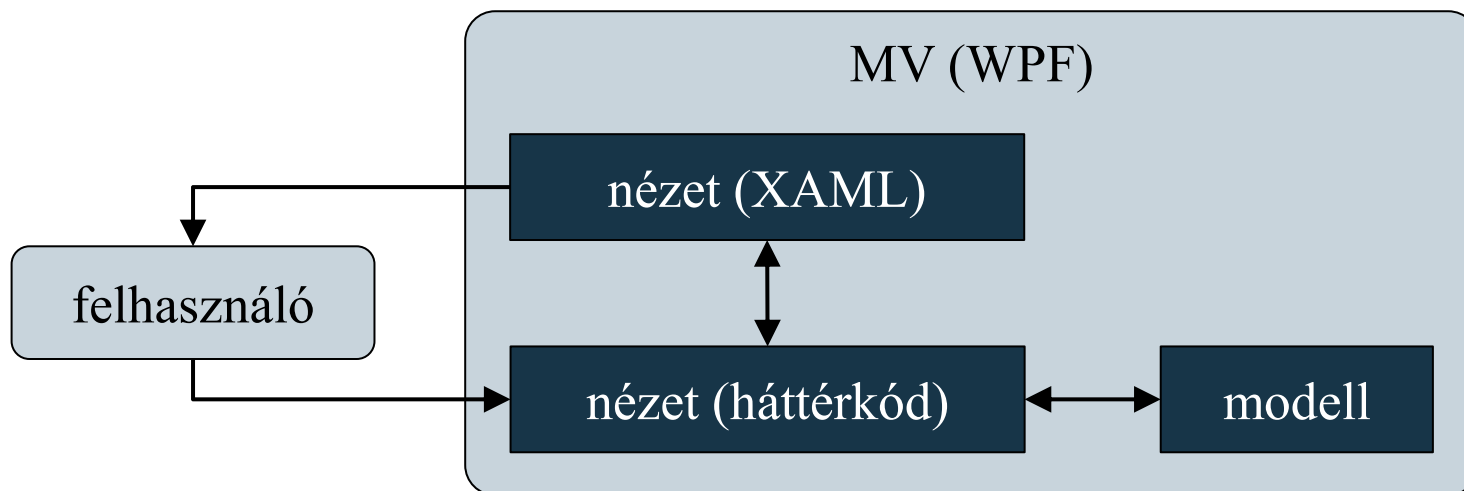 MV (WPF)
nézet (XAML)
felhasználó
nézet (háttérkód)
modell